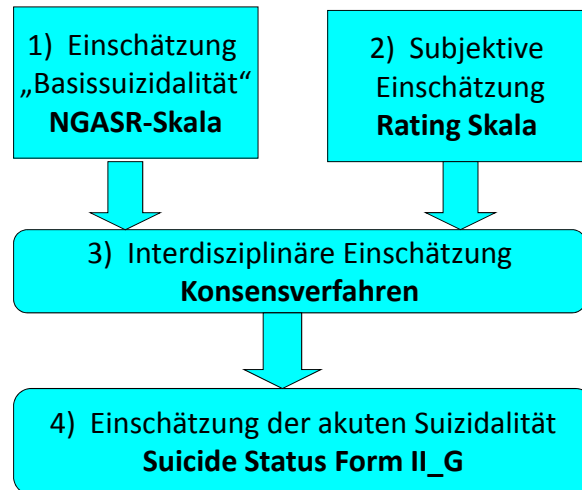 1) Einschätzung
„Basissuizidalität“
NGASR-Skala
2) Subjektive
Einschätzung
Rating Skala
3) Interdisziplinäre Einschätzung
Konsensverfahren
4) Einschätzung der akuten Suizidalität
Suicide Status Form II_G